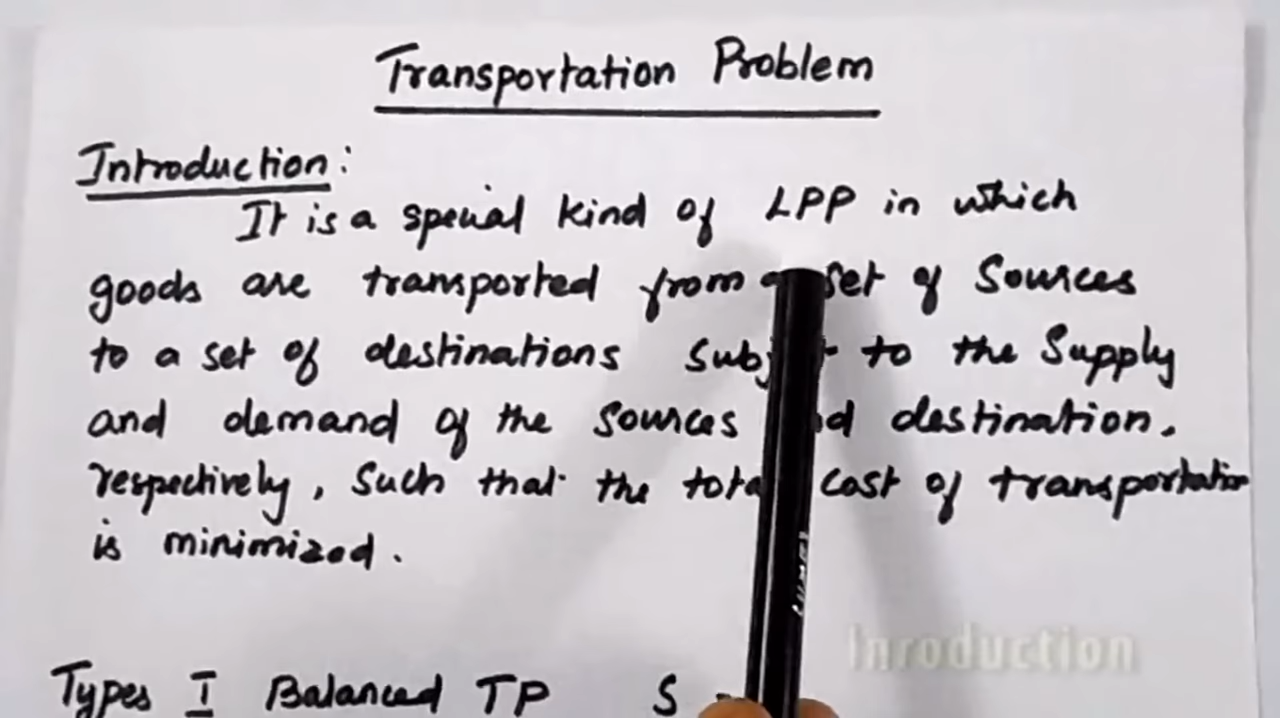 Transportation Problem
Introduction:
It is a special kind of LPP in which
goods are transported from set of Sources
to a set of destinations to the Supply
and demand of the sources destination.
respectively, Such that the cost of transportation
is minimized.
Inroduction
Types I Balanced TP S